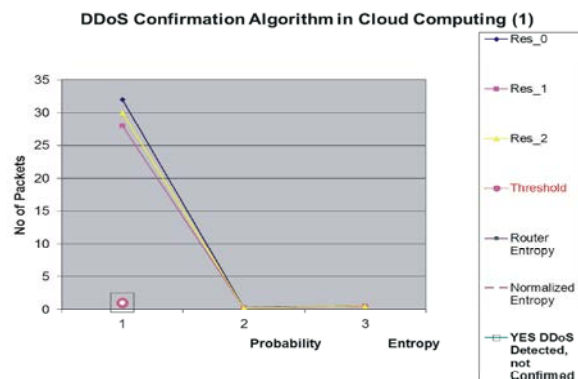 DDoS Confirmation Algorithm in Cloud Computing (1)
No of Packets
35
30
25
20
15
10
5
0
1
2
3
Probability
Entropy
Res_0
Res_1
Res_2
Threshold
Router
Entropy
Normalized
Entropy
YES DDoS
Detected,
not
Confirmed